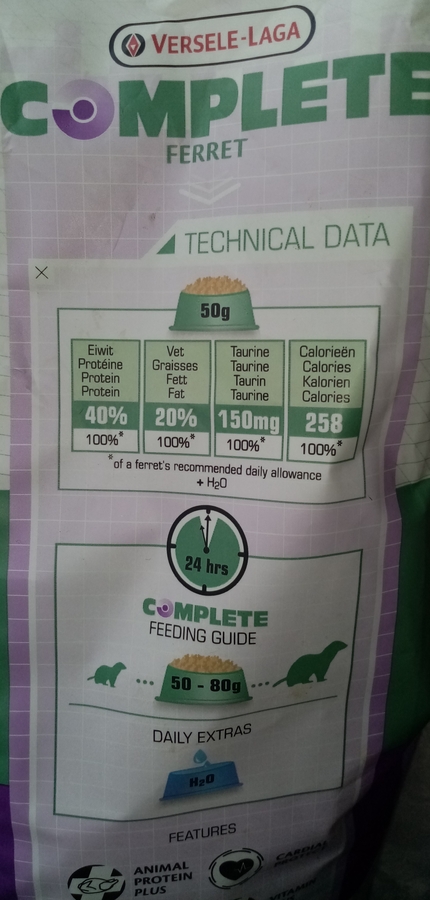 VERSELE-LAGA
COMPLETE
FERRET
TECHNICAL DATA
50g
Eiwit
Protéine
Protein
Protein
40%
100%*
Vet
Graisses
Fett
Fat
20%
100%*
Taurine
Taurine
Taurin
Taurine
150mg
100%*
Calorieën
Calories
Kalorien
Calories
258
100%*
*of a ferret's recommended daily allowance
+ H2O
24 hrs
COMPLETE
FEEDING GUIDE
50 - 80g
DAILY EXTRAS
H2O
FEATURES
ANIMAL
PROTEIN
PLUS
CARDIAL
VITAMIN